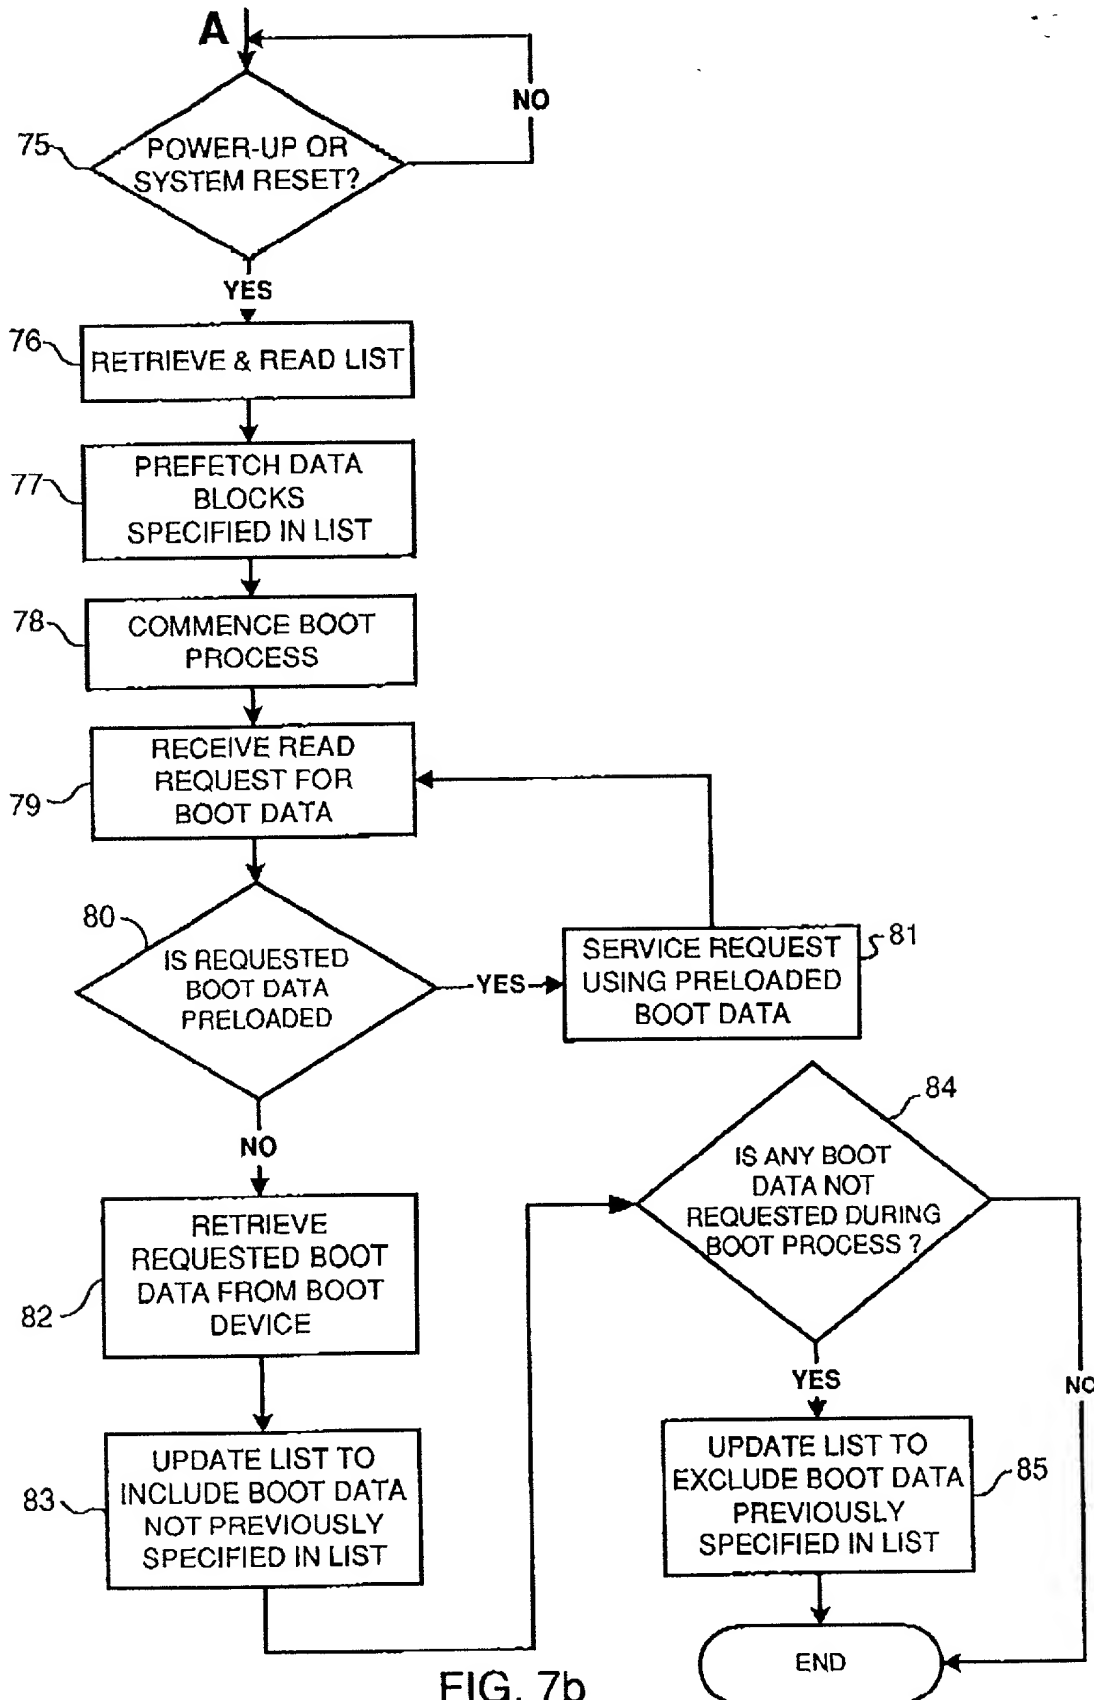 A
NO
75
POWER-UP OR
SYSTEM RESET?
YES
76
RETRIEVE & READ LIST
77
PREFETCH DATA
BLOCKS
SPECIFIED IN LIST
78
COMMENCE BOOT
PROCESS
79
RECEIVE READ
REQUEST FOR
BOOT DATA
80
IS REQUESTED
BOOT DATA
PRELOADED
YES
81
SERVICE REQUEST
USING PRELOADED
BOOT DATA
NO
82
RETRIEVE
REQUESTED BOOT
DATA FROM BOOT
DEVICE
83
UPDATE LIST TO
INCLUDE BOOT DATA
NOT PREVIOUSLY
SPECIFIED IN LIST
84
IS ANY BOOT
DATA NOT
REQUESTED DURING
BOOT PROCESS ?
YES
NO
85
UPDATE LIST TO
EXCLUDE BOOT DATA
PREVIOUSLY
SPECIFIED IN LIST
END
FIG. 7b